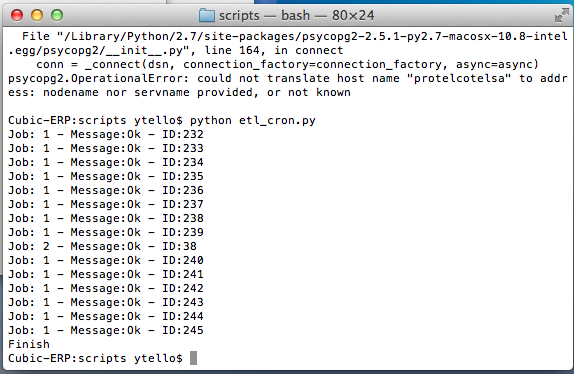 scripts — bash — 80×24
  File "/Library/Python/2.7/site-packages/psycopg2-2.5.1-py2.7-macosx-10.8-intel
.egg/psycopg2/__init__.py", line 164, in connect
    conn = _connect(dsn, connection_factory=connection_factory, async=async)
psycopg2.OperationalError: could not translate host name "protelcotelsa" to addr
ess: nodename nor servname provided, or not known

Cubic-ERP:scripts ytello$ python etl_cron.py
Job: 1 - Message:Ok - ID:232
Job: 1 - Message:Ok - ID:233
Job: 1 - Message:Ok - ID:234
Job: 1 - Message:Ok - ID:235
Job: 1 - Message:Ok - ID:236
Job: 1 - Message:Ok - ID:237
Job: 1 - Message:Ok - ID:238
Job: 1 - Message:Ok - ID:239
Job: 2 - Message:Ok - ID:38
Job: 1 - Message:Ok - ID:240
Job: 1 - Message:Ok - ID:241
Job: 1 - Message:Ok - ID:242
Job: 1 - Message:Ok - ID:243
Job: 1 - Message:Ok - ID:244
Job: 1 - Message:Ok - ID:245
Finish
Cubic-ERP:scripts ytello$